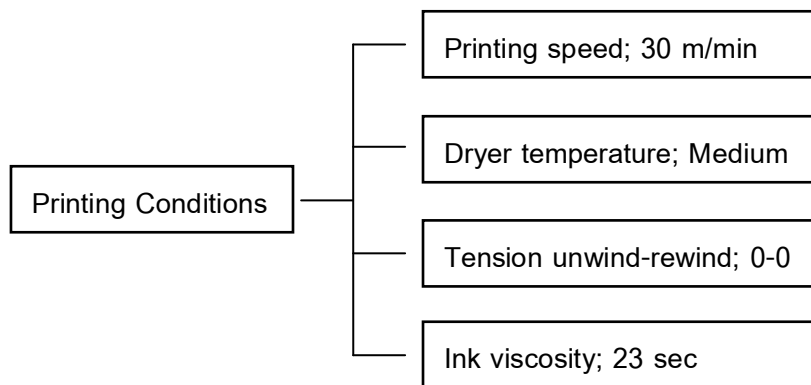 Printing Conditions
Printing speed; 30 m/min
Dryer temperature; Medium
Tension unwind-rewind; 0-0
Ink viscosity; 23 sec